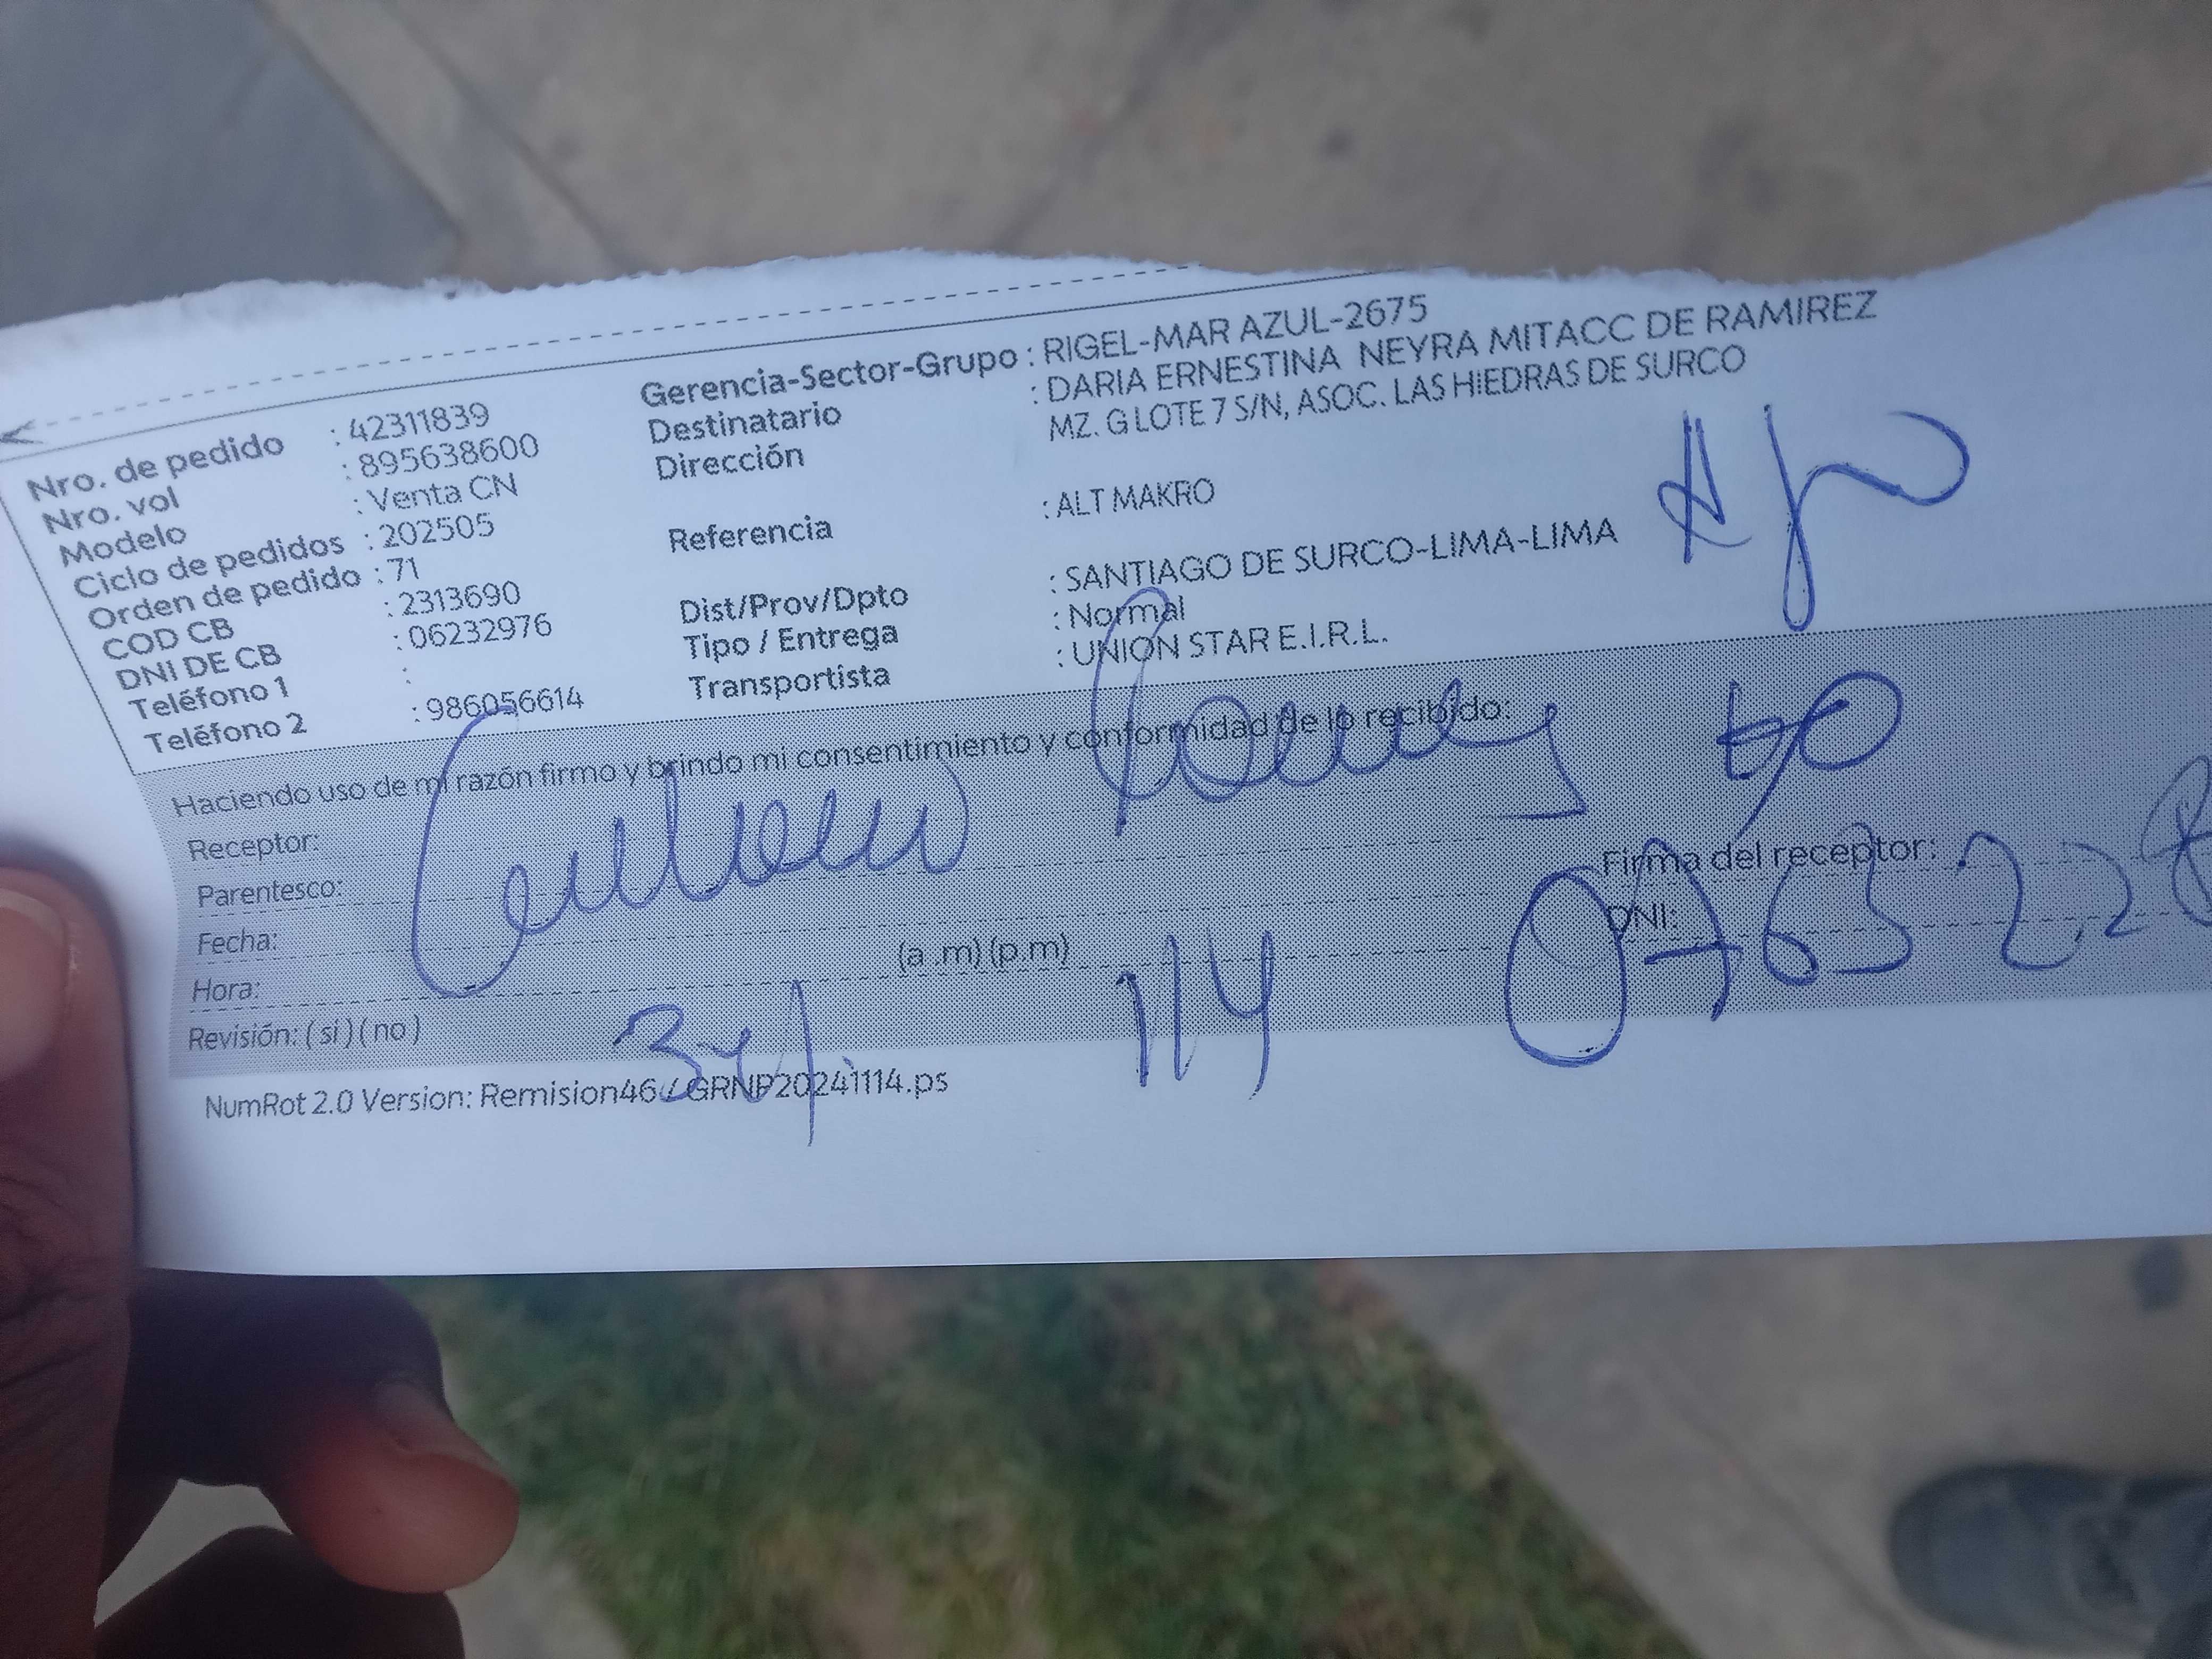 Nro. de pedido : 42311839
Nro. vol : 895638600
Modelo : Venta CN
Ciclo de pedidos : 202505
Orden de pedido : 71
COD CB : 2313690
DNI DE CB : 06232976
Teléfono 1 :
Teléfono 2 : 986056614
Gerencia-Sector-Grupo : RIGEL-MAR AZUL-2675
Destinatario : DARIA ERNESTINA NEYRA MITACC DE RAMIREZ
Dirección : MZ. G LOTE 7 S/N, ASOC. LAS HIEDRAS DE SURCO
Referencia : ALT MAKRO
Dist/Prov/Dpto : SANTIAGO DE SURCO-LIMA-LIMA
Tipo / Entrega : Normal
Transportista : UNION STAR E.I.R.L.
Haciendo uso de mi razón firmo y brindo mi consentimiento y conformidad de lo recibido:
Receptor:
Parentesco:
Firma del receptor:
Fecha:
DNI:
Hora: (a .m) (p.m)
Revisión: ( si ) ( no )
NumRot 2.0 Version: Remision46 / GRNP20241114.ps